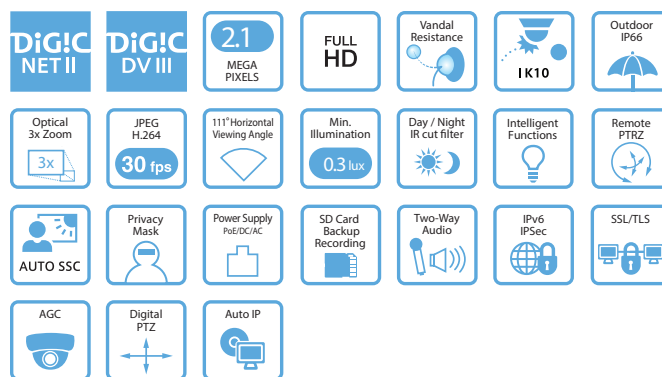 DiG!C
NET II
DiG!C
DV III
2.1
MEGA
PIXELS
FULL
HD
Vandal
Resistance
IK10
Outdoor
IP66
Optical
3x Zoom
3x
JPEG
H.264
30 fps
111° Horizontal
Viewing Angle
Min.
Illumination
0.3 lux
Day / Night
IR cut filter
Intelligent
Functions
Remote
PTRZ
AUTO SSC
Privacy
Mask
Power Supply
PoE/DC/AC
SD Card
Backup
Recording
Two-Way
Audio
IPv6
IPSec
SSL/TLS
AGC
Digital
PTZ
Auto IP